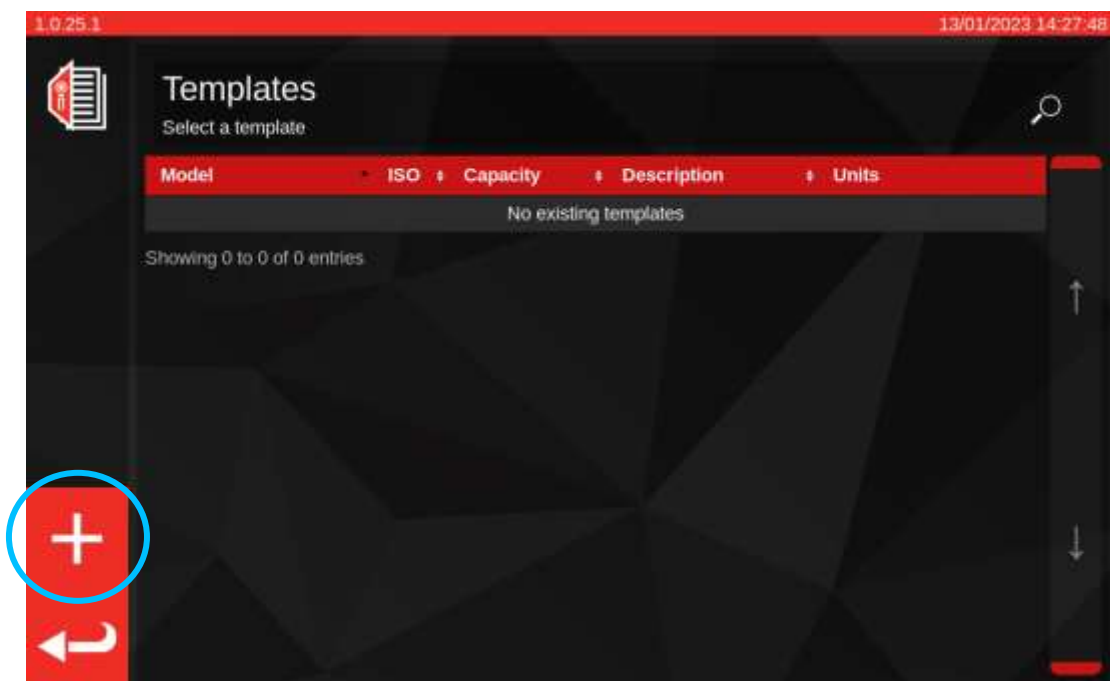 1.0.25.1 13/01/2023 14:27:48
Templates
Select a template
Model ISO Capacity Description Units
No existing templates
Showing 0 to 0 of 0 entries